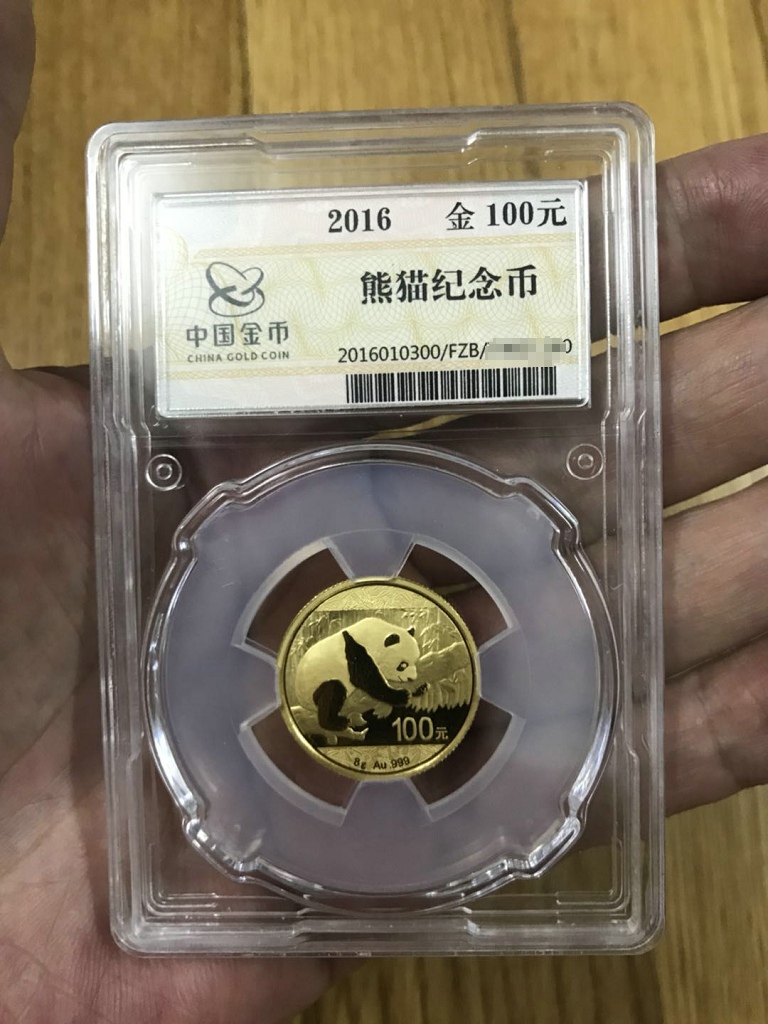 2016 金 100元
熊猫纪念币
中国金币
CHINA GOLD COIN
2016010300/FZB/
100元
8g Au 999